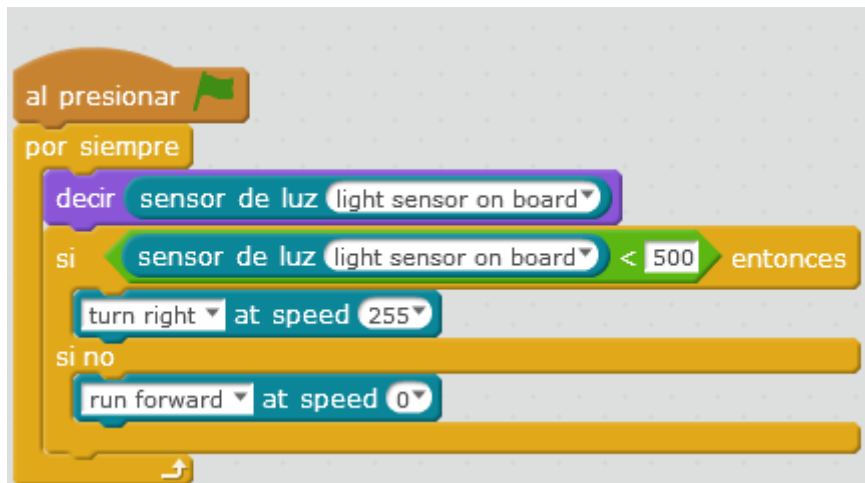 al presionar
por siempre
decir sensor de luz light sensor on board
si sensor de luz light sensor on board < 500 entonces
turn right at speed 255
si no
run forward at speed 0